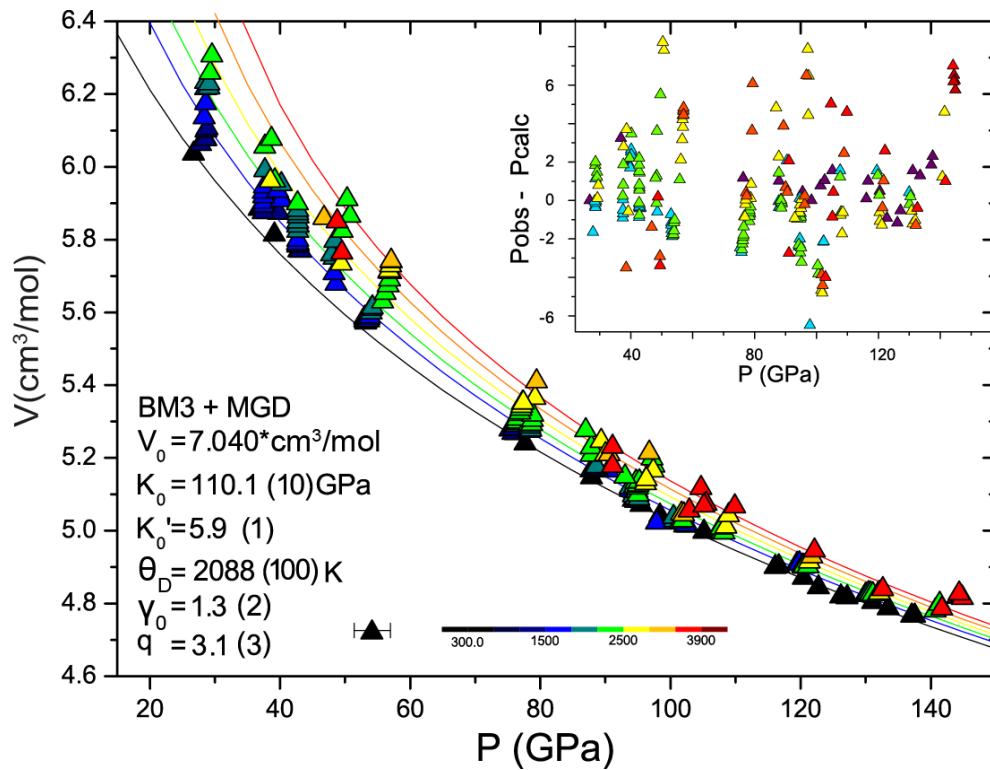 6.4
6.2
6.0
5.8
5.6
5.4
5.2
5.0
4.8
4.6
V(cm³/mol)
20
40
60
80
100
120
140
P (GPa)
BM3 + MGD
V₀=7.040*cm³/mol
K₀=110.1 (10)GPa
K₀'=5.9 (1)
θ_D=2088 (100) K
γ₀=1.3 (2)
q =3.1 (3)
300.0
1500
2500
3900
6
2
0
-2
-6
Pobs - Pcalc
40
80
120
P (GPa)